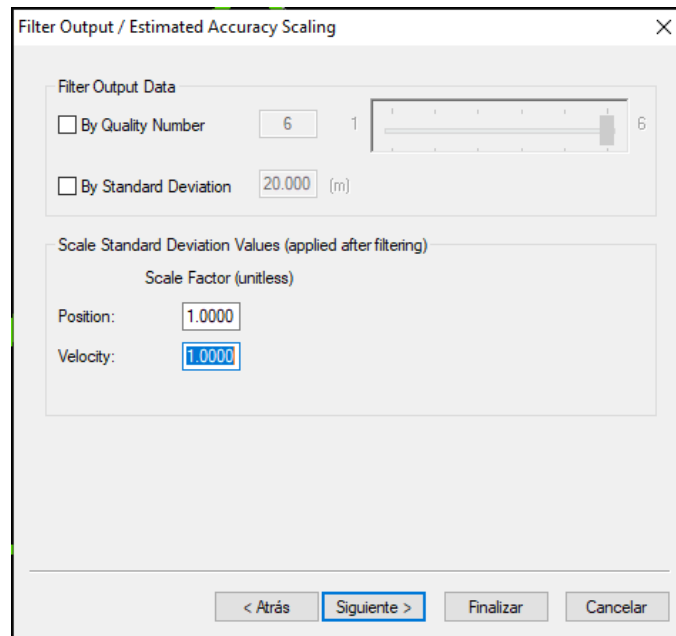 Filter Output / Estimated Accuracy Scaling
Filter Output Data
By Quality Number 6 1 6
By Standard Deviation 20.000 (m)
Scale Standard Deviation Values (applied after filtering)
Scale Factor (unitless)
Position: 1.0000
Velocity: 1.0000
< Atrás Siguiente > Finalizar Cancelar